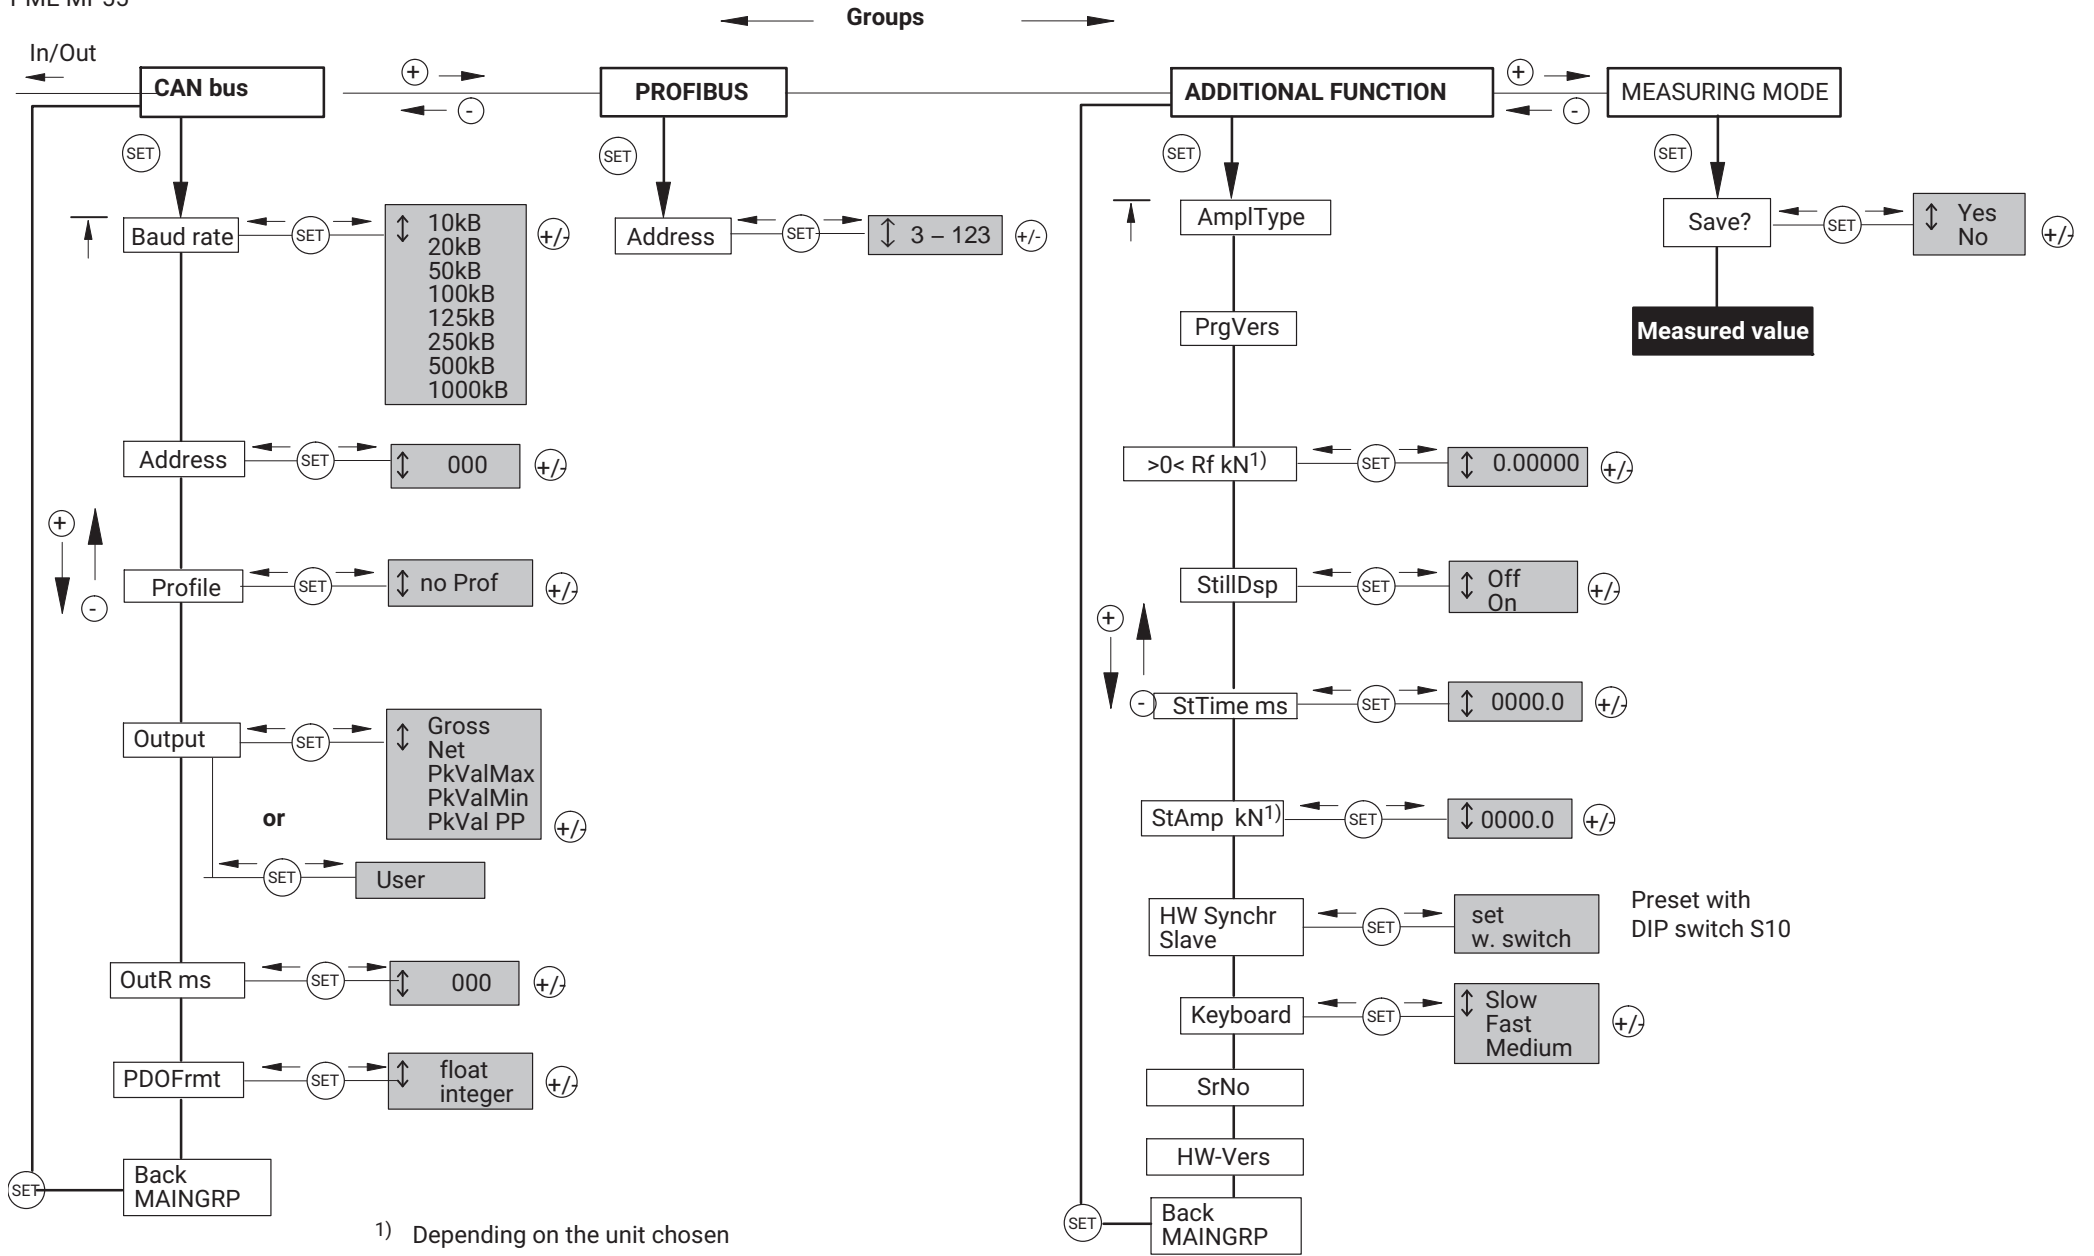 Groups
In/Out
CAN bus
+
-
PROFIBUS
ADDITIONAL FUNCTION
+
-
MEASURING MODE
SET
SET
SET
SET
Baud rate
SET
10kB
20kB
50kB
100kB
125kB
250kB
500kB
1000kB
+/-
Address
SET
3 – 123
+/-
AmplType
Save?
SET
Yes
No
+/-
PrgVers
Measured value
Address
SET
000
+/-
>0< Rf kN1)
SET
0.00000
+/-
+
-
Profile
SET
no Prof
+/-
StillDsp
SET
Off
On
+/-
+
-
StTime ms
SET
0000.0
+/-
Output
SET
Gross
Net
PkValMax
PkValMin
PkVal PP
+/-
or
SET
User
StAmp kN1)
SET
0000.0
+/-
HW Synchr
Slave
SET
set
w. switch
Preset with
DIP switch S10
OutR ms
SET
000
+/-
Keyboard
SET
Slow
Fast
Medium
+/-
PDOFrmt
SET
float
integer
+/-
SrNo
HW-Vers
SET
Back
MAINGRP
SET
Back
MAINGRP
1) Depending on the unit chosen